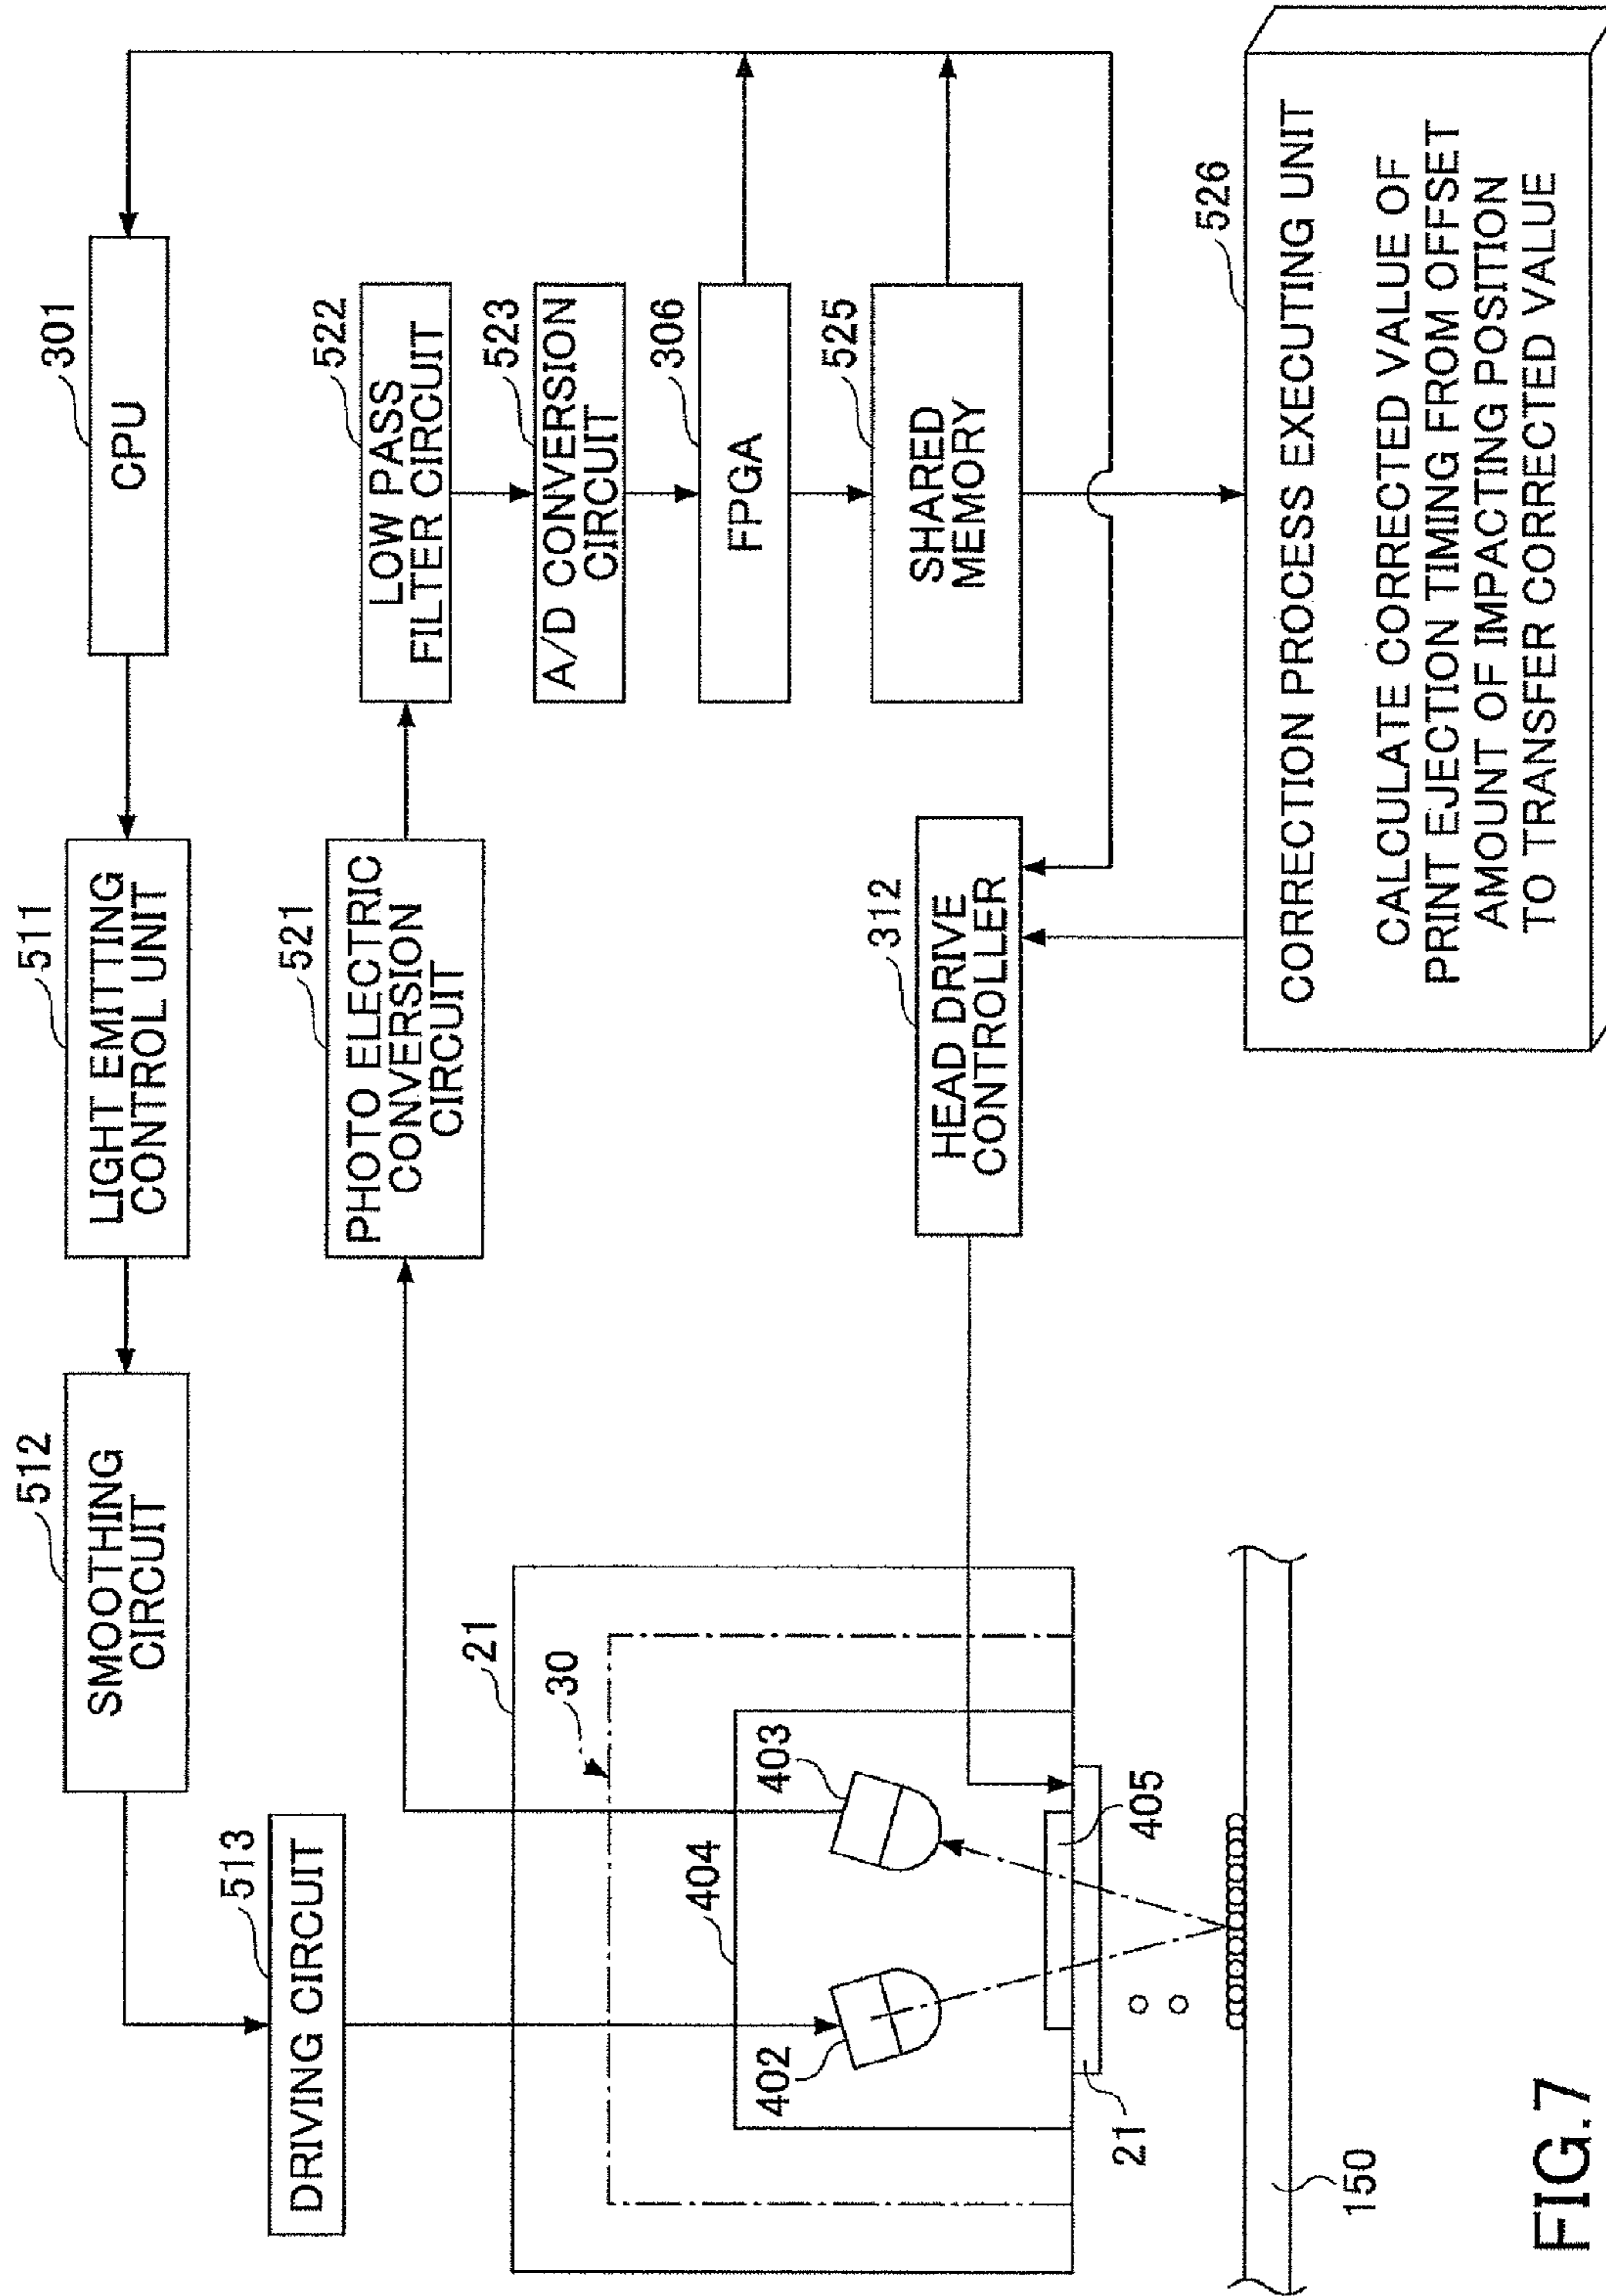 301
CPU
511
LIGHT EMITTING
CONTROL UNIT
512
SMOOTHING
CIRCUIT
513
DRIVING CIRCUIT
521
PHOTO ELECTRIC
CONVERSION
CIRCUIT
522
LOW PASS
FILTER CIRCUIT
523
A/D CONVERSION
CIRCUIT
306
FPGA
525
SHARED
MEMORY
312
HEAD DRIVE
CONTROLLER
526
CORRECTION PROCESS EXECUTING UNIT
CALCULATE CORRECTED VALUE OF
PRINT EJECTION TIMING FROM OFFSET
AMOUNT OF IMPACTING POSITION
TO TRANSFER CORRECTED VALUE
21
30
404
403
402
405
21
150
FIG.7